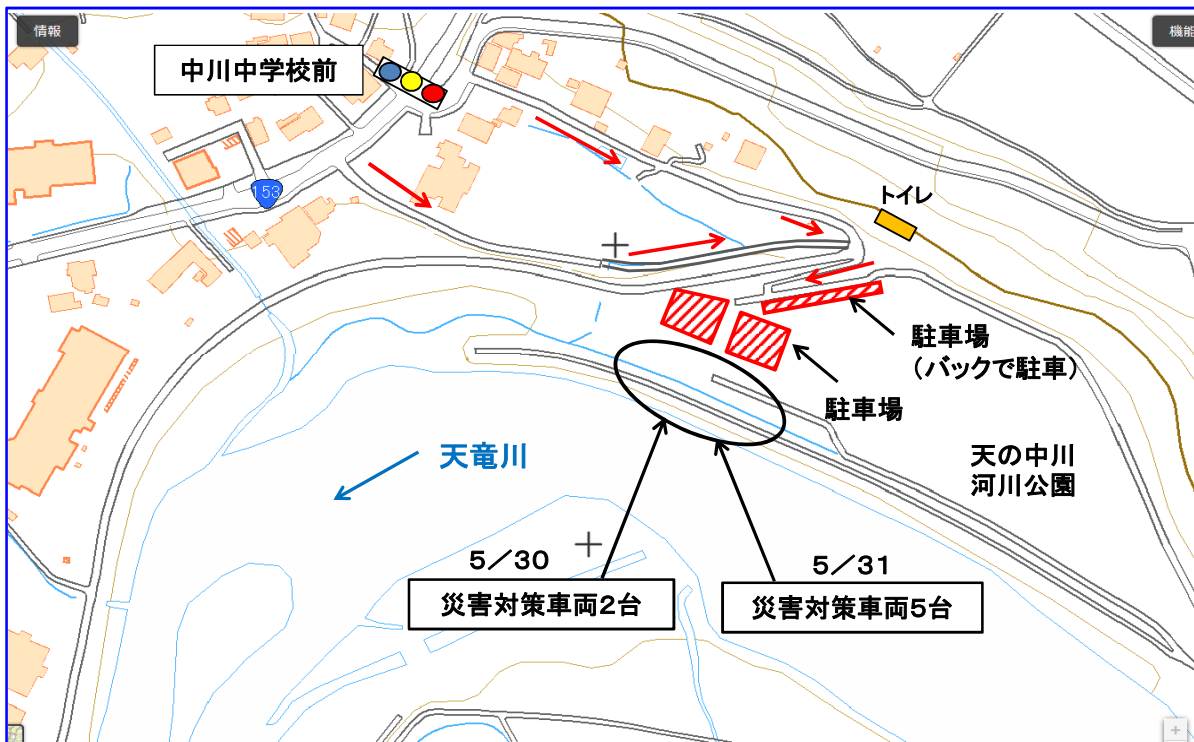 情報
機能
中川中学校前
153
トイレ
駐車場
（バックで駐車）
駐車場
天竜川
天の中川
河川公園
5／30
災害対策車両2台
5／31
災害対策車両5台